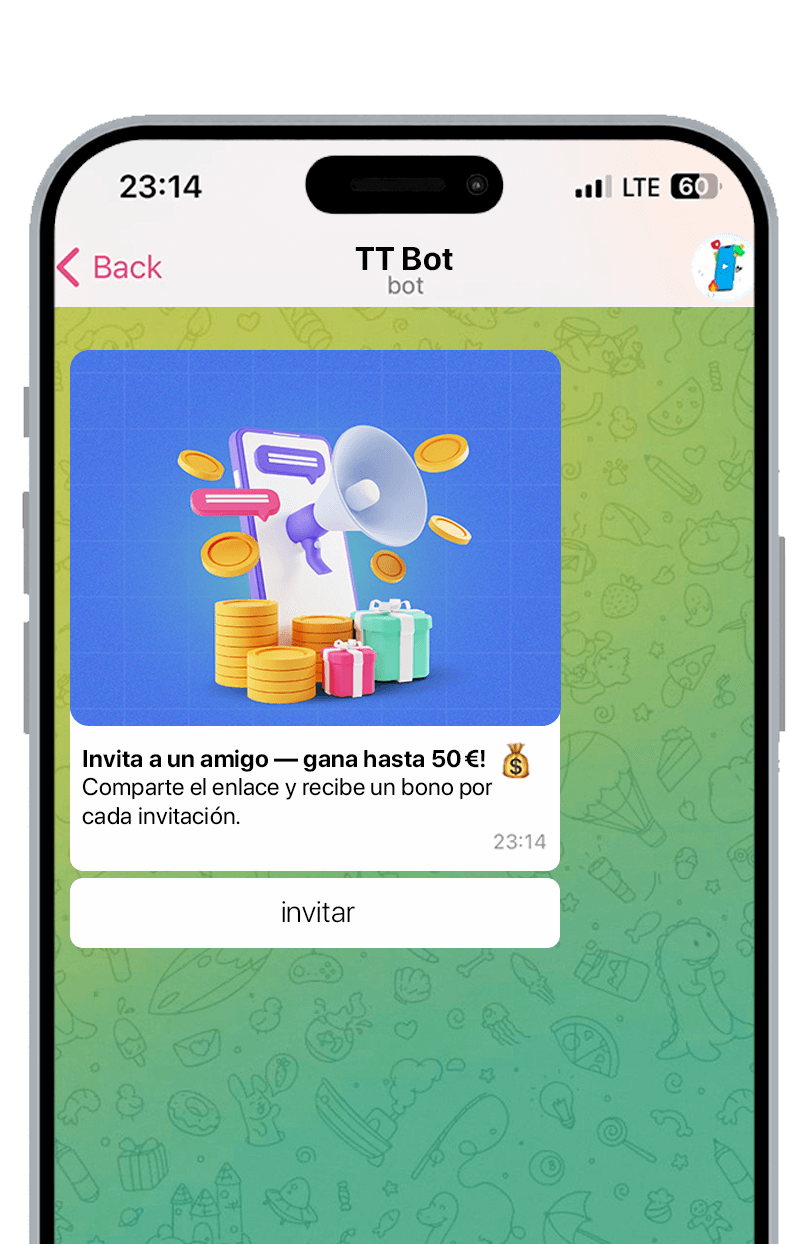 23:14
LTE 60
Back
TT Bot
bot
Invita a un amigo — gana hasta 50 €! 💰
Comparte el enlace y recibe un bono por
cada invitación.
23:14
invitar